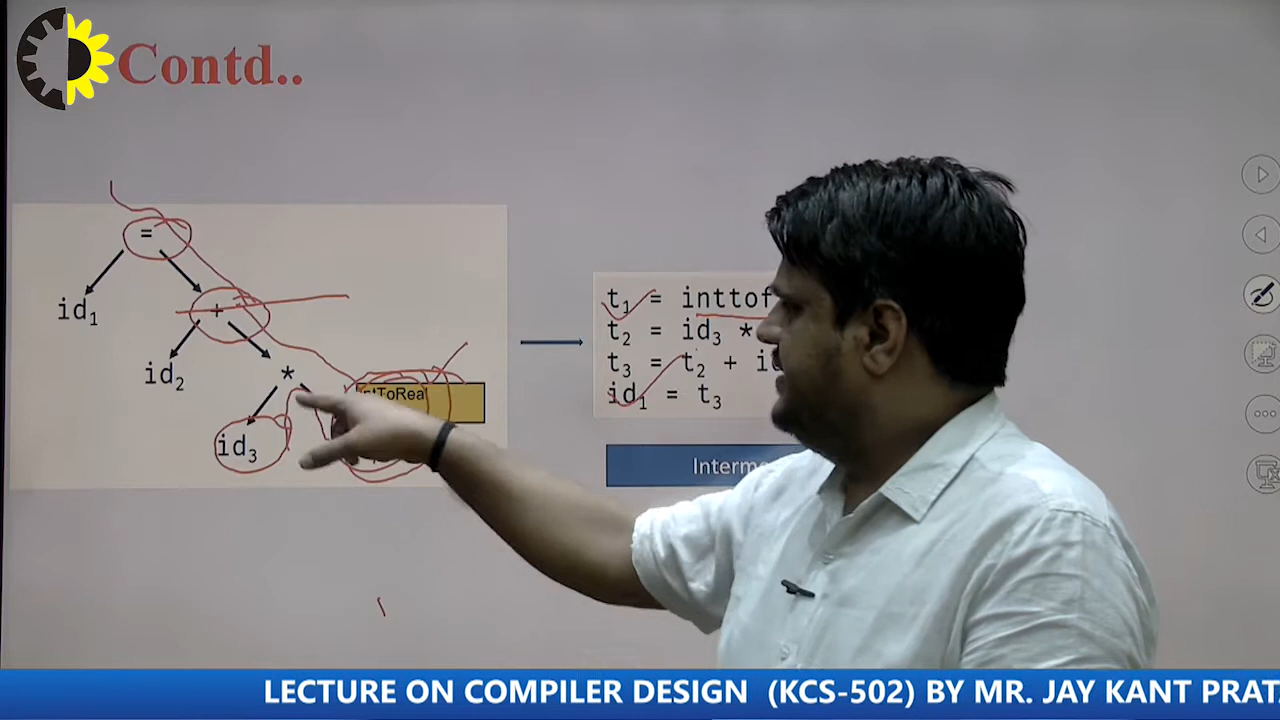 Contd..
=
id₁
+
id₂
*
id₃
ntToRea
t₁ = inttof
t₂ = id₃ *
t₃ = t₂ + i
id₁ = t₃
Interme
LECTURE ON COMPILER DESIGN (KCS-502) BY MR. JAY KANT PRAT